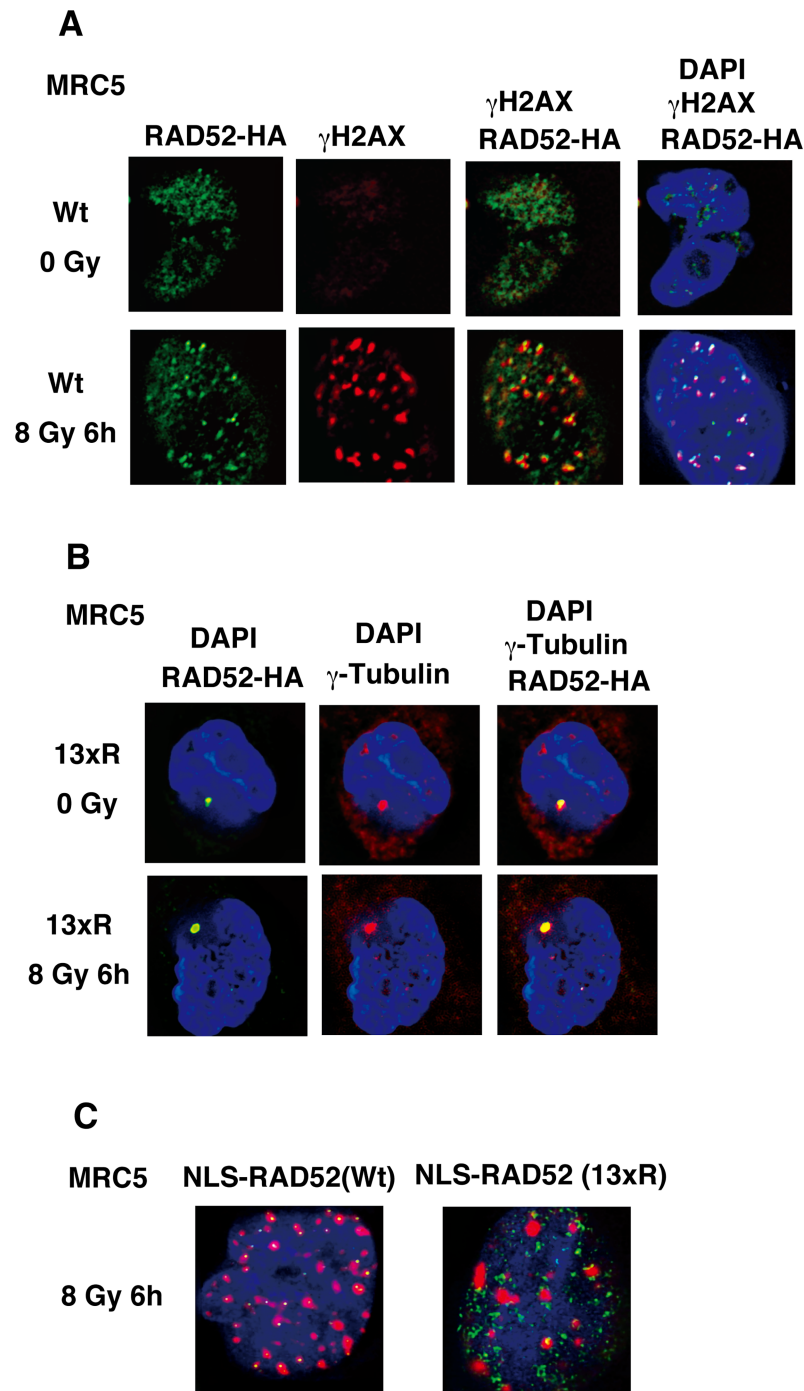 A
MRC5
RAD52-HA
γH2AX
γH2AX
RAD52-HA
DAPI
γH2AX
RAD52-HA
Wt
0 Gy
Wt
8 Gy 6h
B
MRC5
DAPI
RAD52-HA
DAPI
γ-Tubulin
DAPI
γ-Tubulin
RAD52-HA
13xR
0 Gy
13xR
8 Gy 6h
C
MRC5
NLS-RAD52(Wt)
NLS-RAD52 (13xR)
8 Gy 6h